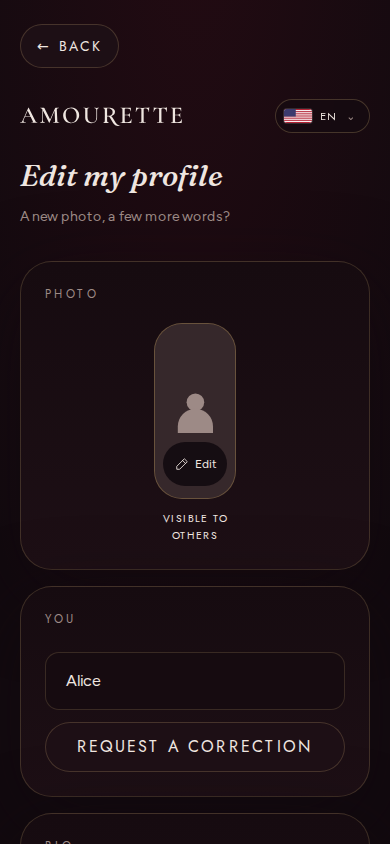 ← BACK
AMOURETTE
EN
Edit my profile
A new photo, a few more words?
PHOTO
Edit
VISIBLE TO
OTHERS
YOU
Alice
REQUEST A CORRECTION